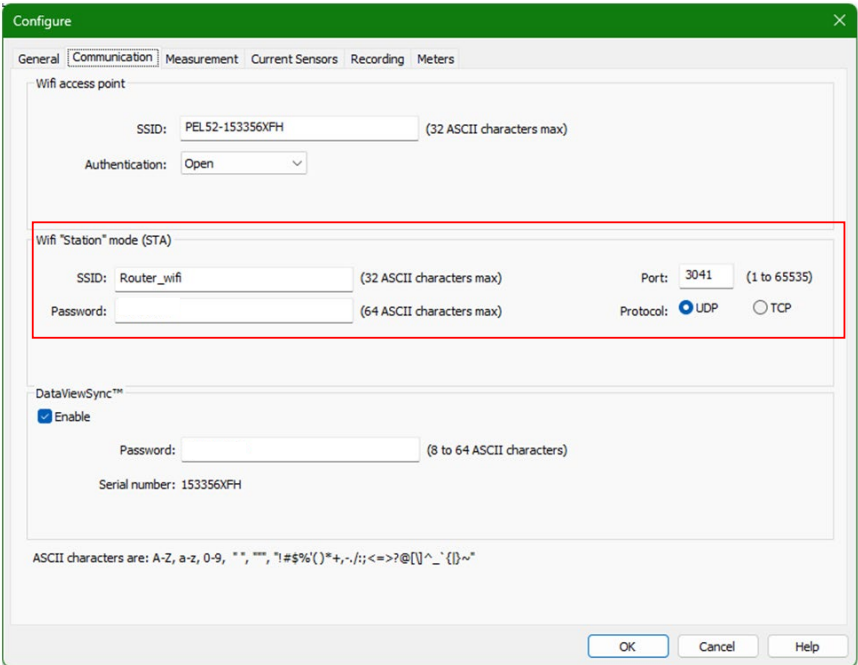 Configure
General Communication Measurement Current Sensors Recording Meters
Wifi access point
SSID: PEL52-153356XFH (32 ASCII characters max)
Authentication: Open
Wifi "Station" mode (STA)
SSID: Router_wifi (32 ASCII characters max) Port: 3041 (1 to 65535)
Password: (64 ASCII characters max) Protocol: UDP TCP
DataViewSync™
Enable
Password: (8 to 64 ASCII characters)
Serial number: 153356XFH
ASCII characters are: A-Z, a-z, 0-9, " ", """, "!#$%'()*+,-./:;<=>?@[\]^_`{|}~"
OK Cancel Help